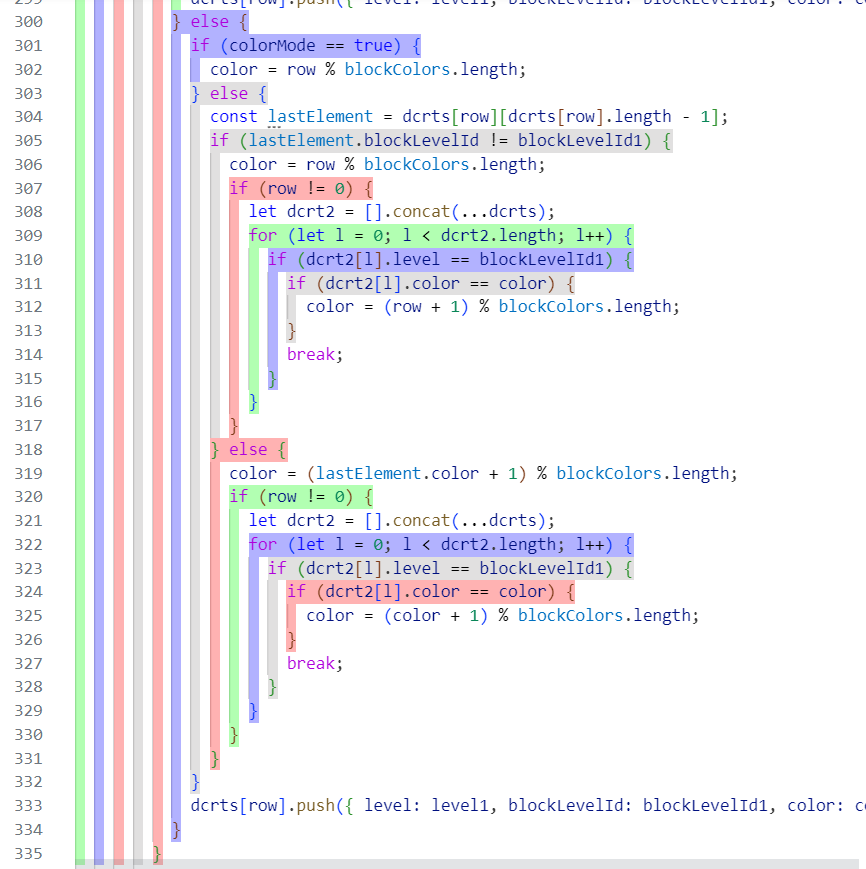 dcrts[row].push({ level: level1, blockLevelId: blockLevelId1, color:
300 } else {
301 if (colorMode == true) {
302 color = row % blockColors.length;
303 } else {
304 const lastElement = dcrts[row][dcrts[row].length - 1];
305 if (lastElement.blockLevelId != blockLevelId1) {
306 color = row % blockColors.length;
307 if (row != 0) {
308 let dcrt2 = [].concat(...dcrts);
309 for (let l = 0; l < dcrt2.length; l++) {
310 if (dcrt2[l].level == blockLevelId1) {
311 if (dcrt2[l].color == color) {
312 color = (row + 1) % blockColors.length;
313 }
314 break;
315 }
316 }
317 }
318 } else {
319 color = (lastElement.color + 1) % blockColors.length;
320 if (row != 0) {
321 let dcrt2 = [].concat(...dcrts);
322 for (let l = 0; l < dcrt2.length; l++) {
323 if (dcrt2[l].level == blockLevelId1) {
324 if (dcrt2[l].color == color) {
325 color = (color + 1) % blockColors.length;
326 }
327 break;
328 }
329 }
330 }
331 }
332 }
333 dcrts[row].push({ level: level1, blockLevelId: blockLevelId1, color:
334 }
335 }